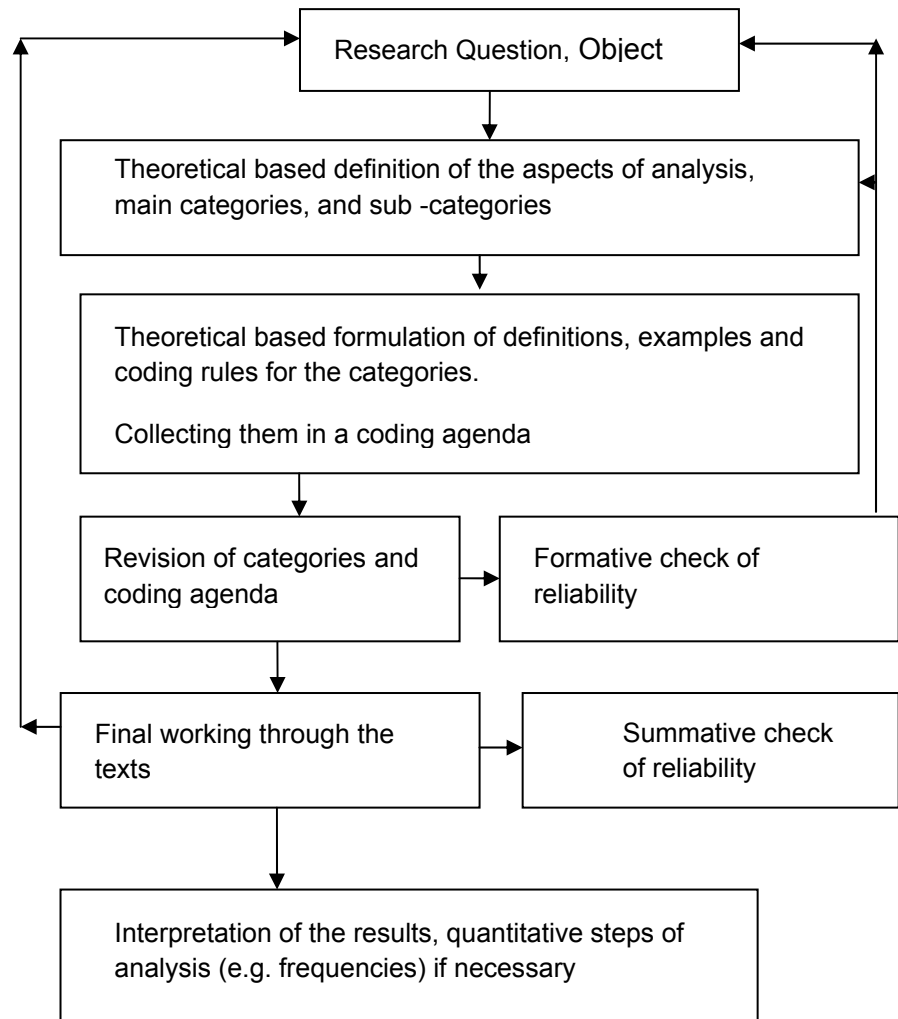 Research Question, Object
Theoretical based definition of the aspects of analysis,
main categories, and sub -categories
Theoretical based formulation of definitions, examples and
coding rules for the categories.
Collecting them in a coding agenda
Revision of categories and
coding agenda
Formative check of
reliability
Final working through the
texts
Summative check
of reliability
Interpretation of the results, quantitative steps of
analysis (e.g. frequencies) if necessary